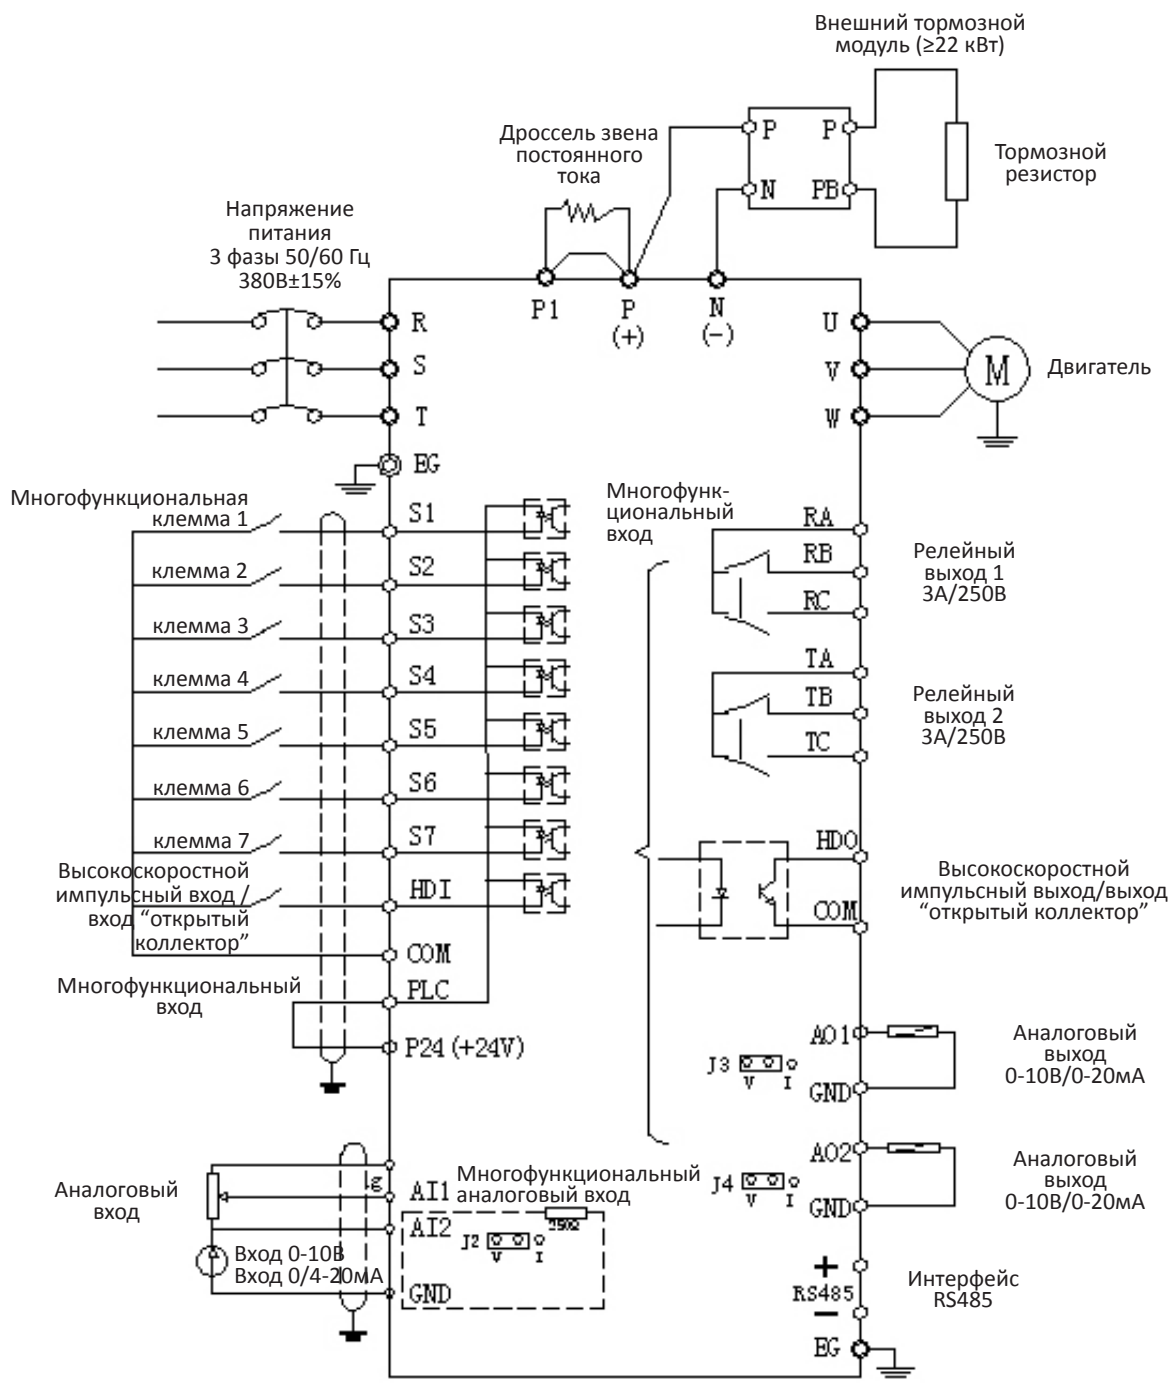 Внешний тормозной
модуль (≥22 кВт)
P
P
N
PB
Тормозной
резистор
Дроссель звена
постоянного
тока
Напряжение
питания
3 фазы 50/60 Гц
380В±15%
P1
P
(+)
N
(-)
R
S
T
EG
U
V
W
M
Двигатель
Многофункциональная
клемма 1
клемма 2
клемма 3
клемма 4
клемма 5
клемма 6
клемма 7
Высокоскоростной
импульсный вход /
вход “открытый
коллектор”
S1
S2
S3
S4
S5
S6
S7
HDI
COM
PLC
P24 (+24V)
Многофункциональный
вход
Многофунк-
циональный
вход
RA
RB
RC
Релейный
выход 1
3А/250В
TA
TB
TC
Релейный
выход 2
3А/250В
HDO
COM
Высокоскоростной
импульсный выход/выход
“открытый коллектор”
AO1
J3
V I
GND
Аналоговый
выход
0-10В/0-20мА
AO2
J4
V I
GND
Аналоговый
выход
0-10В/0-20мА
Аналоговый
вход
g
AI1
Многофункциональный
аналоговый вход
AI2
250Ω
J2
V I
GND
Вход 0-10В
Вход 0/4-20мА
+
RS485
−
Интерфейс
RS485
EG